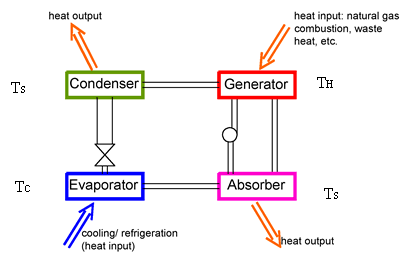 heat output
heat input: natural gas
combustion, waste
heat, etc.
Ts
Condenser
Generator
TH
Tc
Evaporator
Absorber
Ts
cooling/ refrigeration
(heat input)
heat output